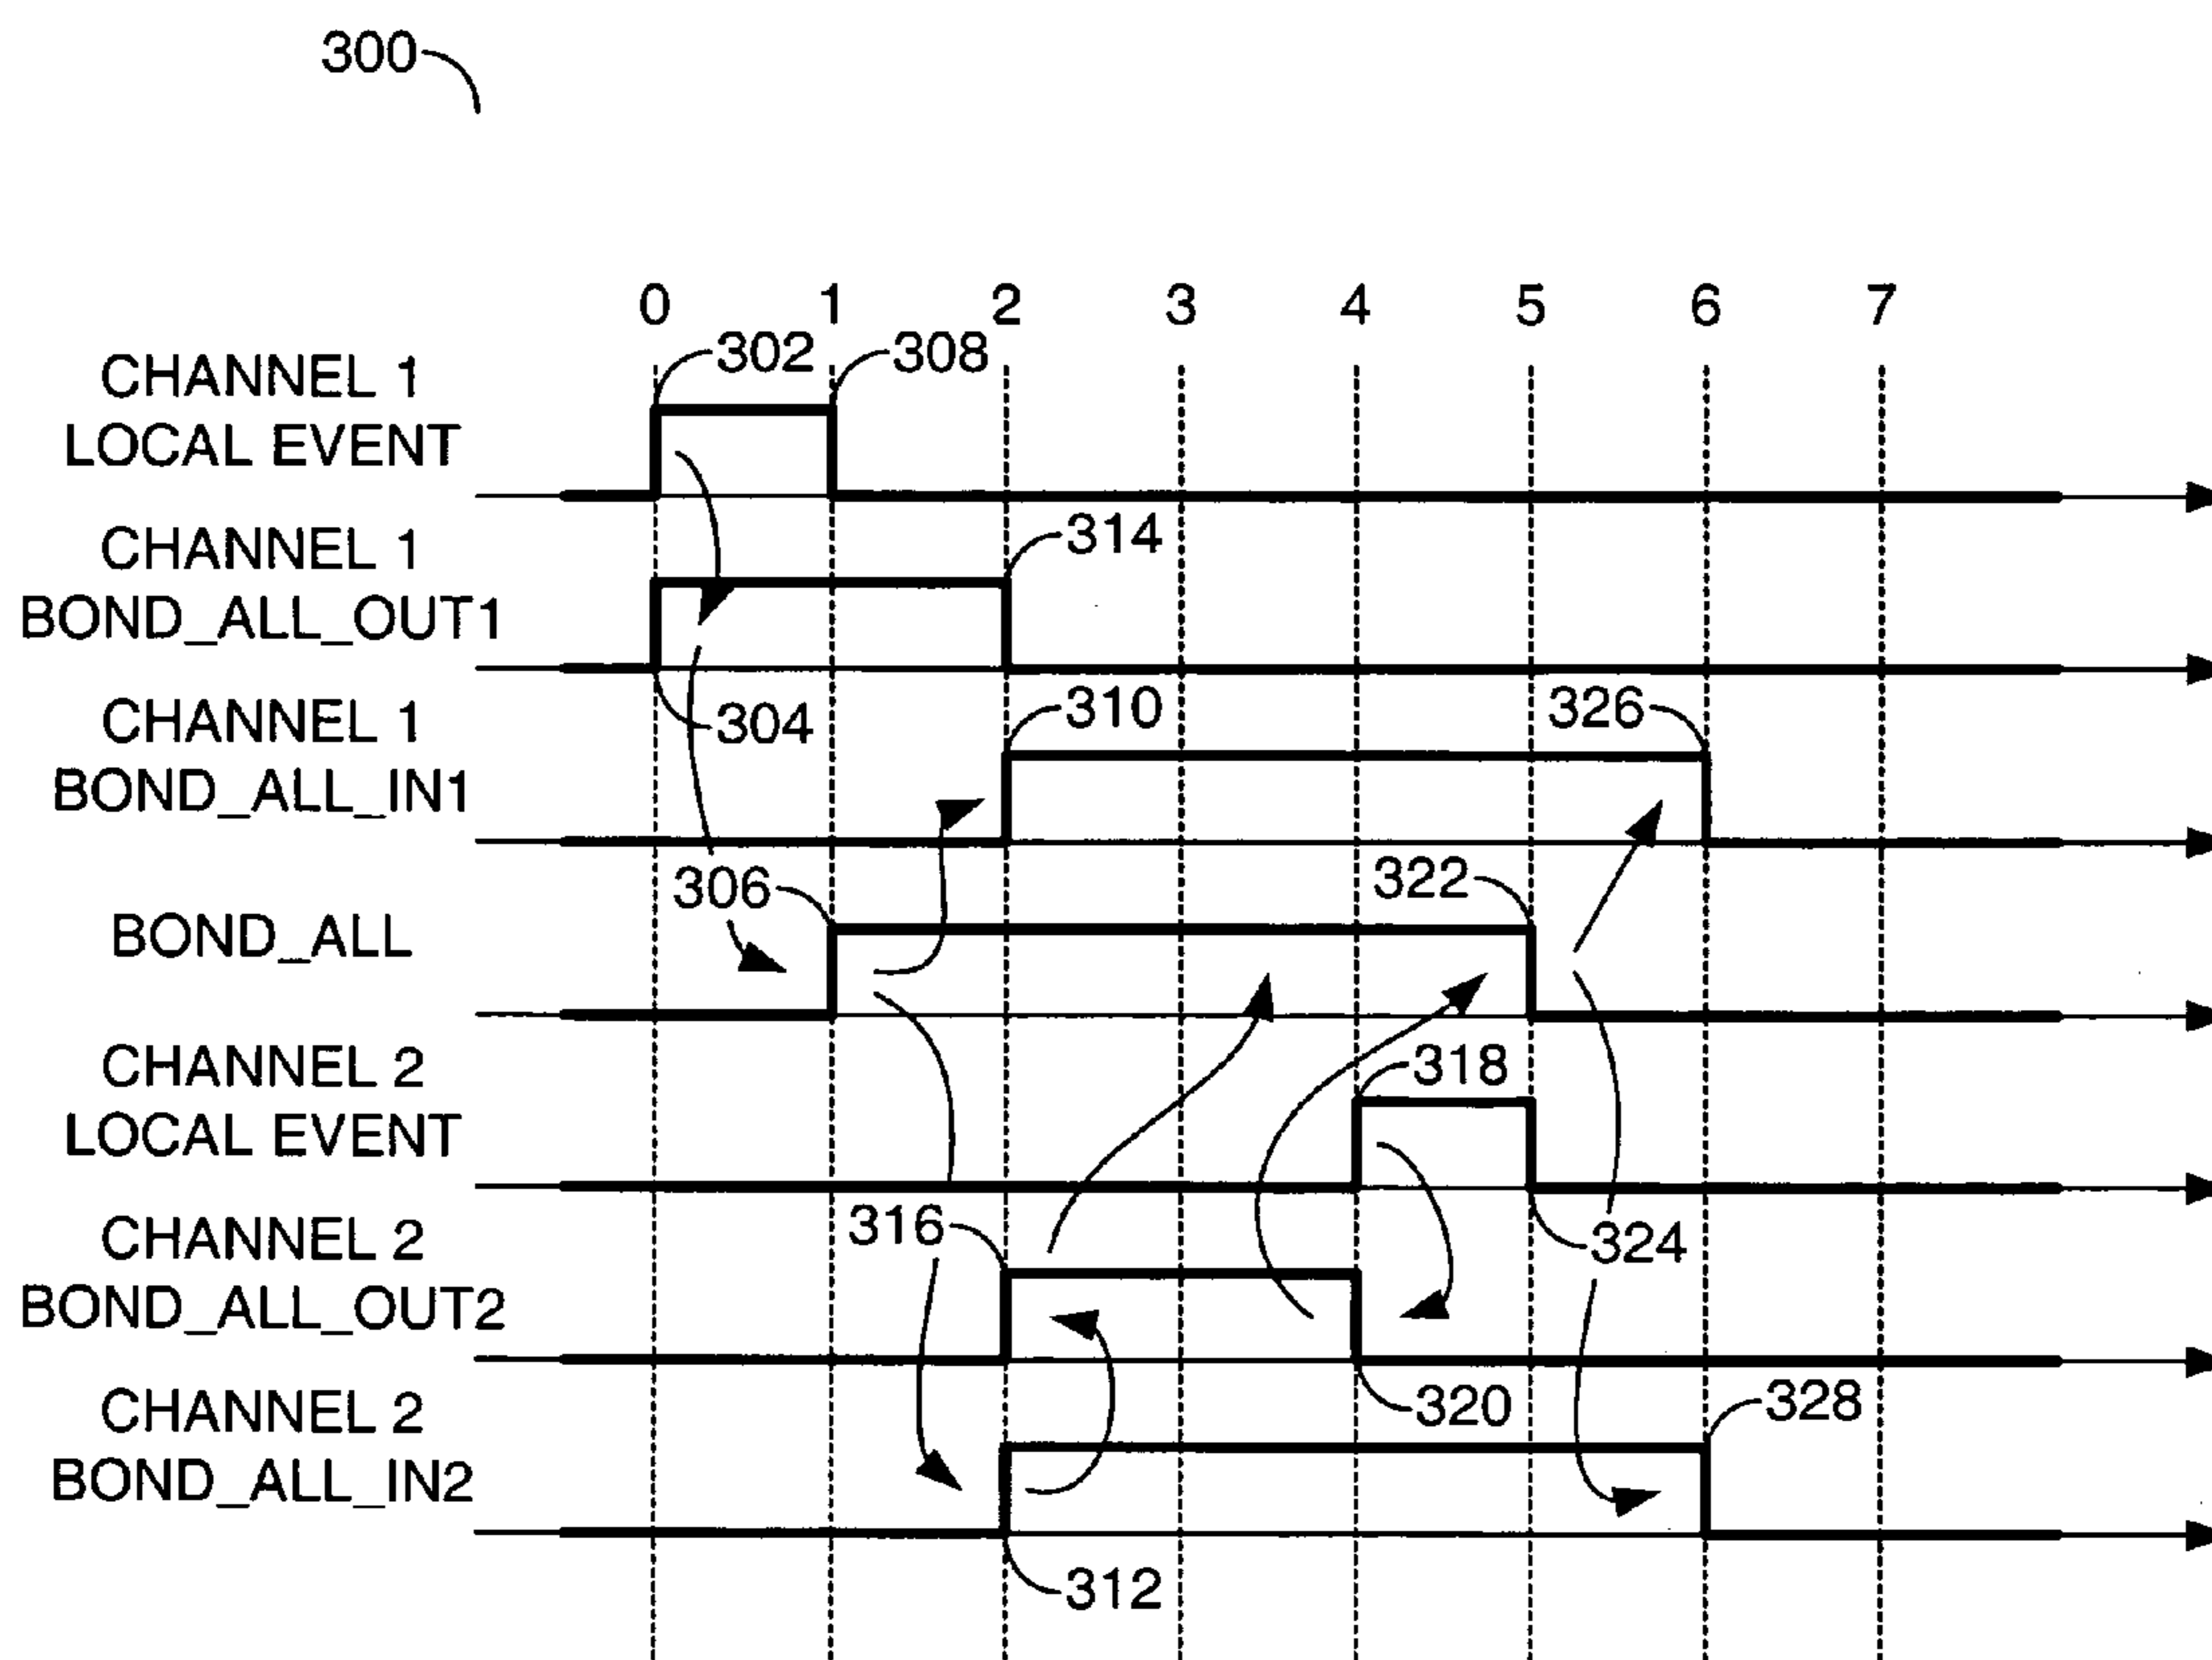 300
0 1 2 3 4 5 6 7
302 308
CHANNEL 1
LOCAL EVENT
314
CHANNEL 1
BOND_ALL_OUT1
304
310 326
CHANNEL 1
BOND_ALL_IN1
306 322
BOND_ALL
318
CHANNEL 2
LOCAL EVENT
316 324
CHANNEL 2
BOND_ALL_OUT2
320 328
CHANNEL 2
BOND_ALL_IN2
312